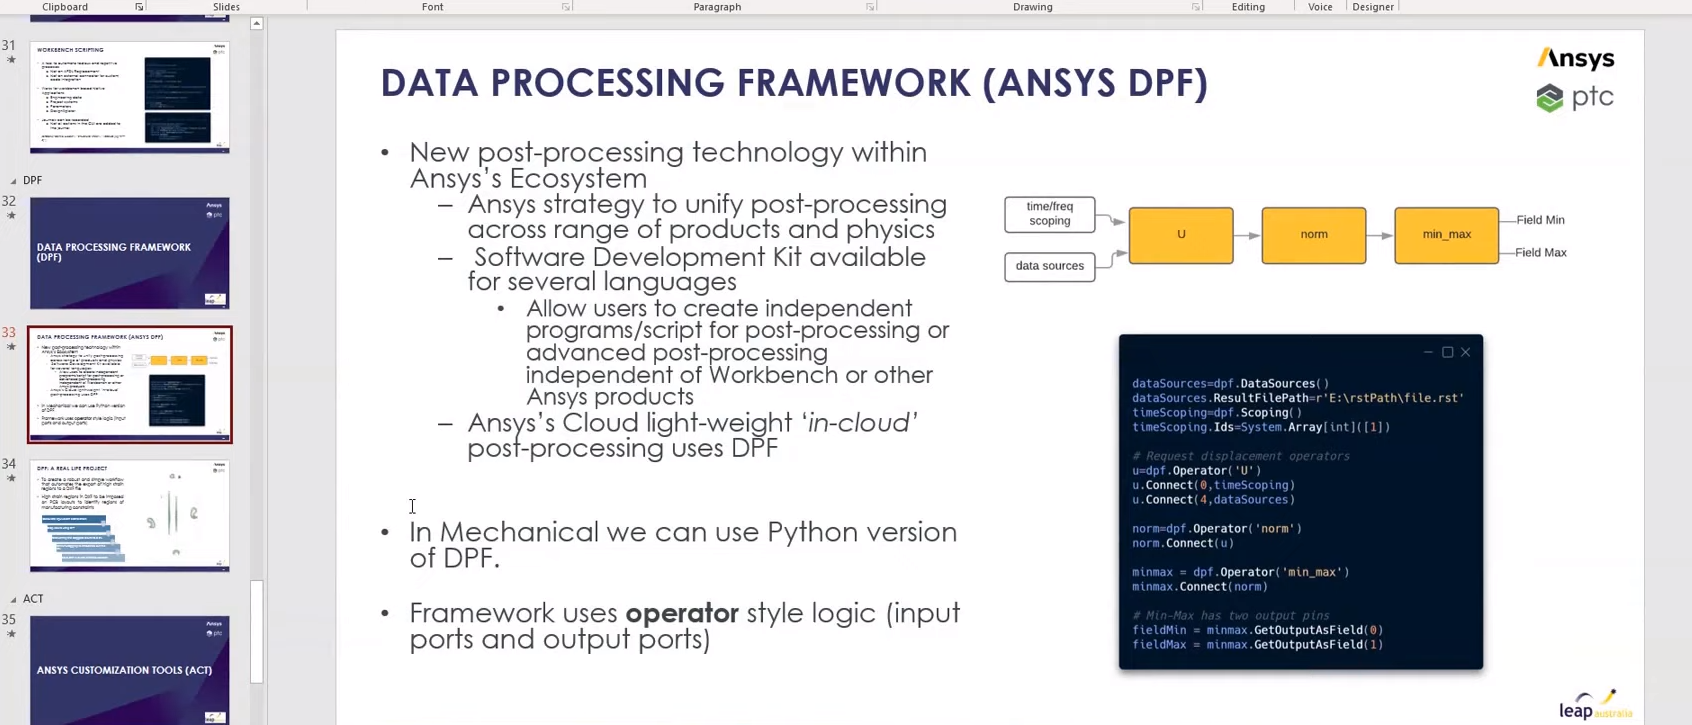 Clipboard
Slides
Font
Paragraph
Drawing
Editing
Voice
Designer
31
WORKBENCH SCRIPTING
DPF
32
DATA PROCESSING FRAMEWORK
(DPF)
33
DATA PROCESSING FRAMEWORK (ANSYS DPF)
34
DPF: A REAL LIFE PROJECT
ACT
35
ANSYS CUSTOMIZATION TOOLS (ACT)
DATA PROCESSING FRAMEWORK (ANSYS DPF)
Ansys
ptc
• New post-processing technology within
Ansys's Ecosystem
– Ansys strategy to unify post-processing
across range of products and physics
– Software Development Kit available
for several languages
• Allow users to create independent
programs/script for post-processing or
advanced post-processing
independent of Workbench or other
Ansys products
– Ansys's Cloud light-weight ‘in-cloud’
post-processing uses DPF
• In Mechanical we can use Python version
of DPF.
• Framework uses operator style logic (input
ports and output ports)
time/freq
scoping
data sources
U
norm
min_max
Field Min
Field Max
dataSources=dpf.DataSources()
dataSources.ResultFilePath=r'E:\rstPath\file.rst'
timeScoping=dpf.Scoping()
timeScoping.Ids=System.Array[int]([1])
# Request displacement operators
u=dpf.Operator('U')
u.Connect(0,timeScoping)
u.Connect(4,dataSources)
norm=dpf.Operator('norm')
norm.Connect(u)
minmax = dpf.Operator('min_max')
minmax.Connect(norm)
# Min-Max has two output pins
fieldMin = minmax.GetOutputAsField(0)
fieldMax = minmax.GetOutputAsField(1)
leap australia